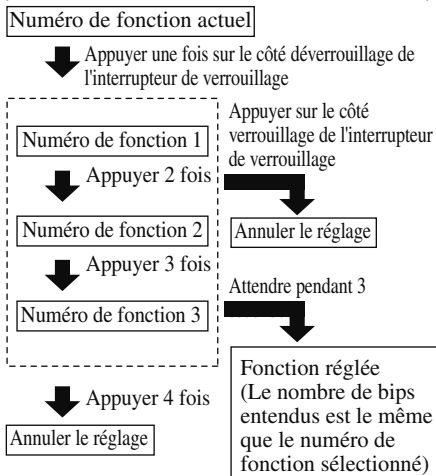 Numéro de fonction actuel
Appuyer une fois sur le côté déverrouillage de
l'interrupteur de verrouillage
Numéro de fonction 1
Appuyer 2 fois
Numéro de fonction 2
Appuyer 3 fois
Numéro de fonction 3
Appuyer sur le côté
verrouillage de l'interrupteur
de verrouillage
Annuler le réglage
Attendre pendant 3
Fonction réglée
(Le nombre de bips
entendus est le même
que le numéro de
fonction sélectionné)
Appuyer 4 fois
Annuler le réglage